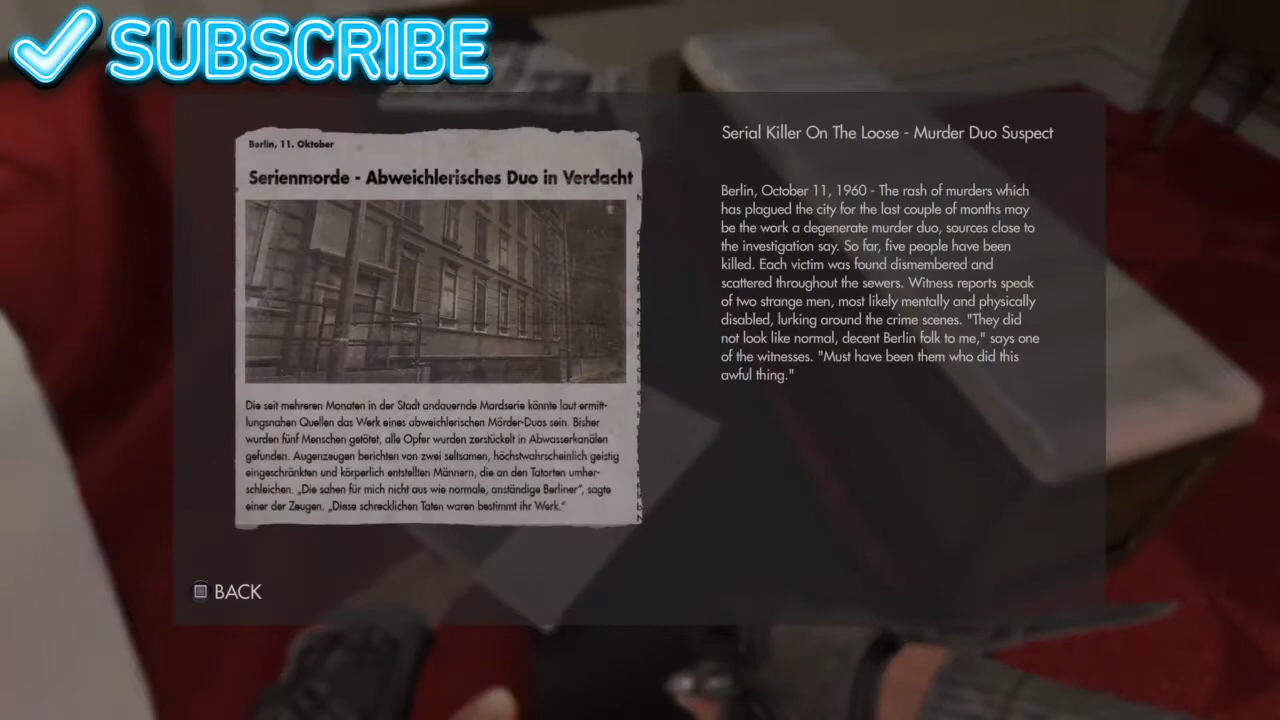 SUBSCRIBE
Berlin, 11. Oktober
Serienmorde - Abweichlerisches Duo in Verdacht
Die seit mehreren Monaten in der Stadt andauernde Mordserie könnte laut ermitt-
lungsnahen Quellen das Werk eines abweichlerischen Mörder-Duos sein. Bisher
wurden fünf Menschen getötet, alle Opfer wurden zerstückelt in Abwasserkanälen
gefunden. Augenzeugen berichten von zwei seltsamen, höchstwahrscheinlich geistig
eingeschränkten und körperlich entstellten Männern, die an den Tatorten umher-
schleichen. „Die sahen für mich nicht aus wie normale, anständige Berliner“, sagte
einer der Zeugen. „Diese schrecklichen Taten waren bestimmt ihr Werk.“
Serial Killer On The Loose - Murder Duo Suspect
Berlin, October 11, 1960 - The rash of murders which
has plagued the city for the last couple of months may
be the work a degenerate murder duo, sources close to
the investigation say. So far, five people have been
killed. Each victim was found dismembered and
scattered throughout the sewers. Witness reports speak
of two strange men, most likely mentally and physically
disabled, lurking around the crime scenes. "They did
not look like normal, decent Berlin folk to me," says one
of the witnesses. "Must have been them who did this
awful thing."
BACK